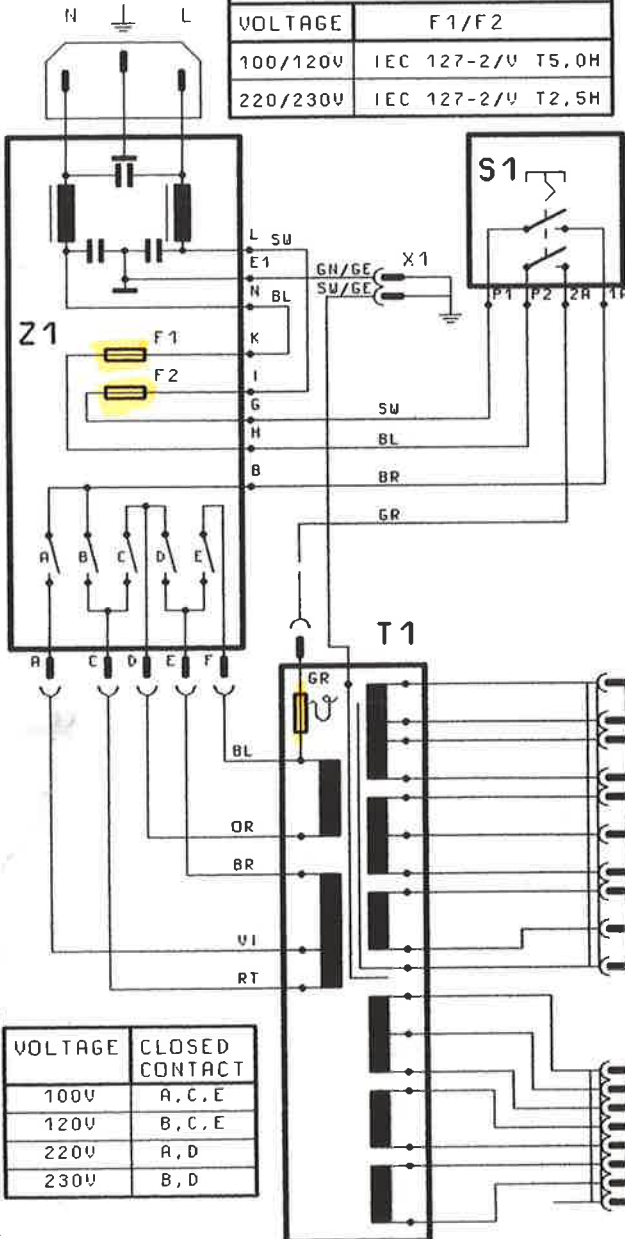 N L
VOLTAGE F1/F2
100/120V IEC 127-2/V T5,0H
220/230V IEC 127-2/V T2,5H
S1
L SW
E1
GN/GE X1
N
SW/GE
BL
P1 P2 2A 1A
Z1
F1 K
F2 I
G SW
H BL
B BR
GR
A B C D E
T1
A C D E F
GR
BL
OR
BR
VI
RT
VOLTAGE CLOSED
CONTACT
100V A,C,E
120V B,C,E
220V A,D
230V B,D